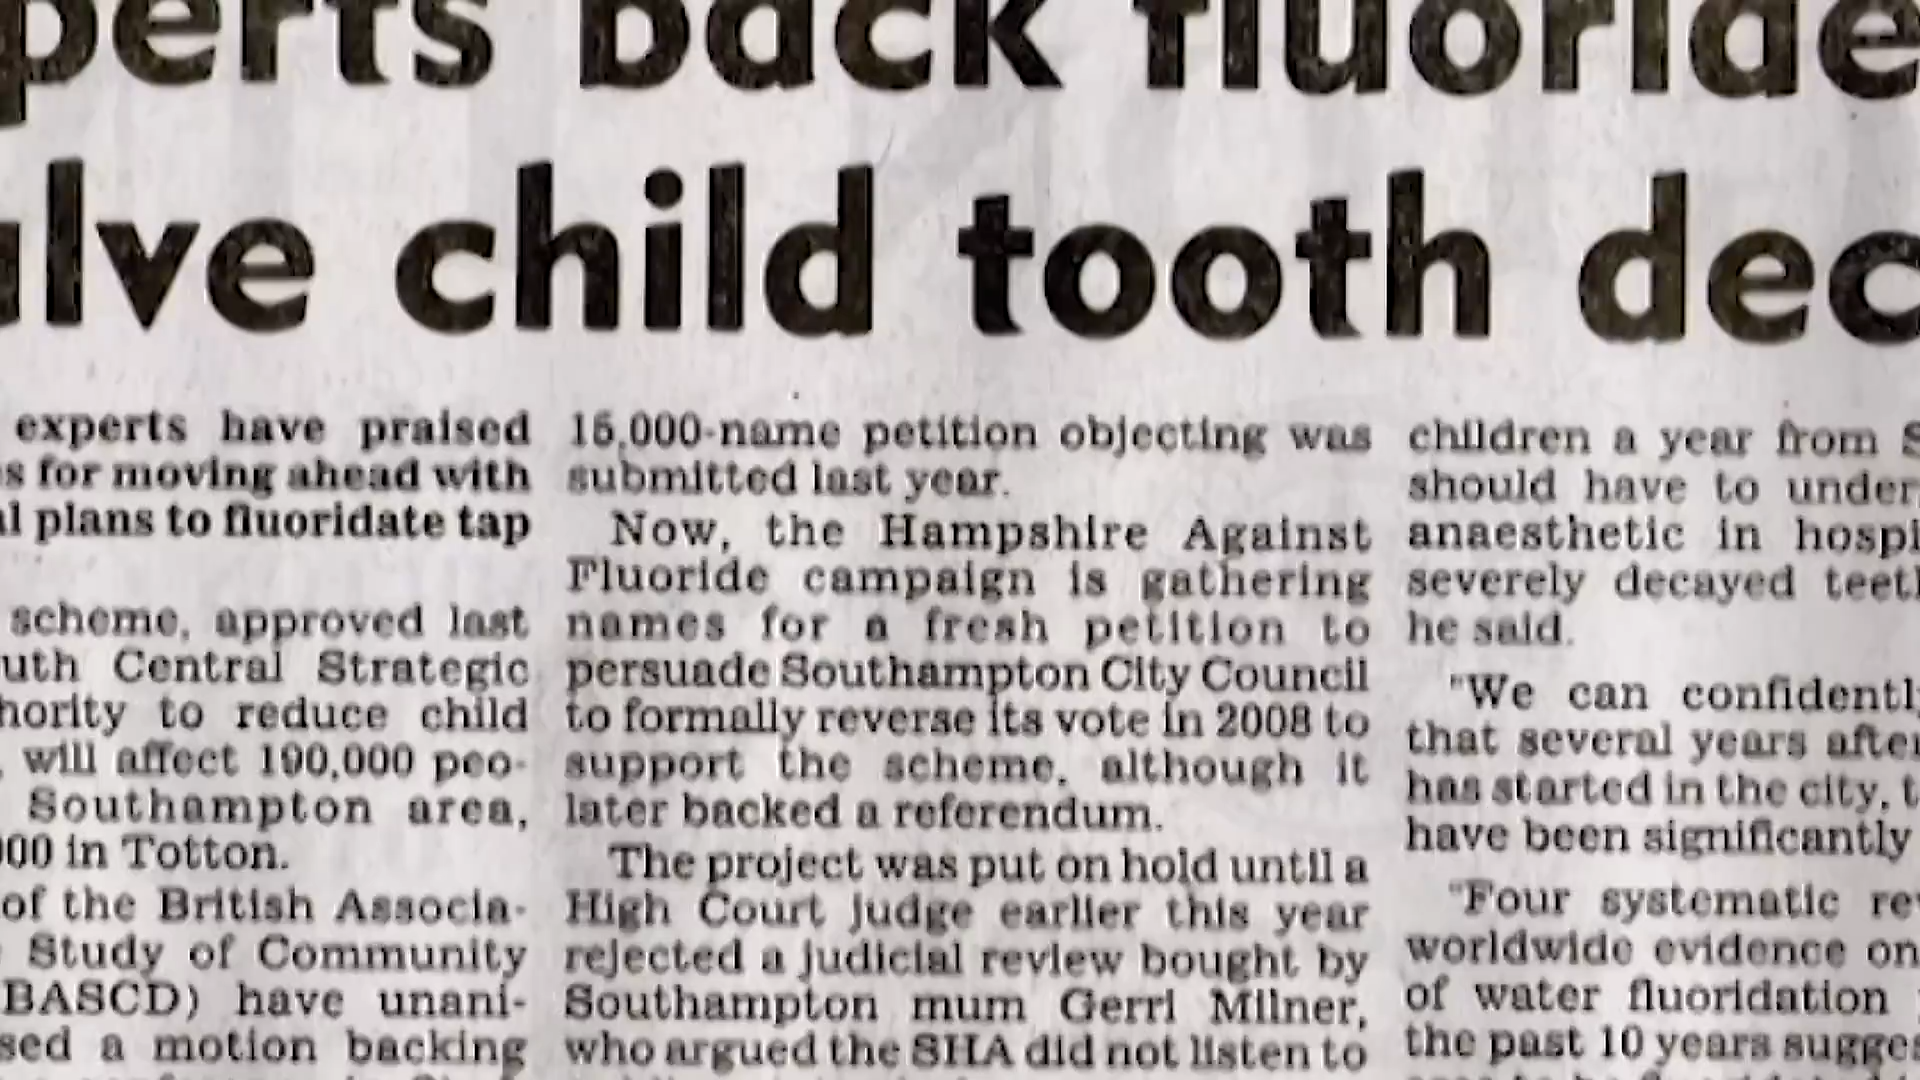 perts back fluoride
alve child tooth dec
experts have praised
s for moving ahead with
al plans to fluoridate tap
scheme, approved last
uth Central Strategic
hority to reduce child
, will affect 190,000 peo-
Southampton area,
000 in Totton.
of the British Associa-
Study of Community
BASCD) have unani-
sed a motion backing
15,000-name petition objecting was
submitted last year.
Now, the Hampshire Against
Fluoride campaign is gathering
names for a fresh petition to
persuade Southampton City Council
to formally reverse its vote in 2008 to
support the scheme, although it
later backed a referendum.
The project was put on hold until a
High Court judge earlier this year
rejected a judicial review bought by
Southampton mum Gerri Milner,
who argued the SHA did not listen to
children a year from S
should have to under
anaesthetic in hospi
severely decayed teeth
he said.
"We can confidently
that several years after
has started in the city, t
have been significantly
"Four systematic rev
worldwide evidence on
of water fluoridation
the past 10 years sugges